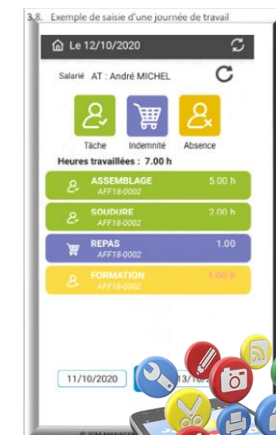 3.8. Exemple de saisie d'une journée de travail
Le 12/10/2020
Salarié AT : André MICHEL
Tâche Indemnité Absence
Heures travaillées : 7.00 h
ASSEMBLAGE 5.00 h
AFF18-0002
SOUDURE 2.00 h
AFF18-0002
REPAS 1.00
AFF18-0002
FORMATION 1.00 h
AFF18-0002
11/10/2020 13/10/